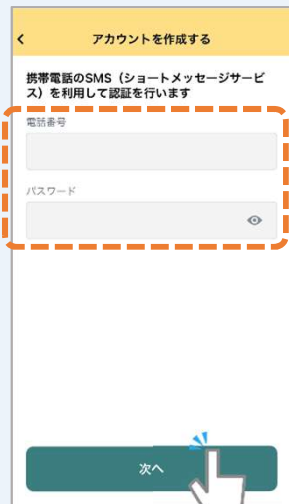 アカウントを作成する
携帯電話のSMS（ショートメッセージサービ
ス）を利用して認証を行います
電話番号
パスワード
次へ